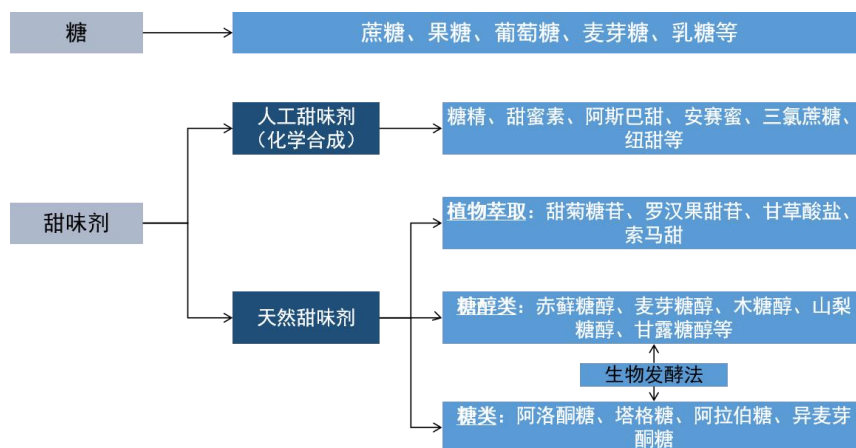 糖
蔗糖、果糖、葡萄糖、麦芽糖、乳糖等
人工甜味剂
（化学合成）
糖精、甜蜜素、阿斯巴甜、安赛蜜、三氯蔗糖、
纽甜等
甜味剂
植物萃取：甜菊糖苷、罗汉果甜苷、甘草酸盐、
索马甜
天然甜味剂
糖醇类：赤藓糖醇、麦芽糖醇、木糖醇、山梨
糖醇、甘露糖醇等
生物发酵法
糖类：阿洛酮糖、塔格糖、阿拉伯糖、异麦芽
酮糖